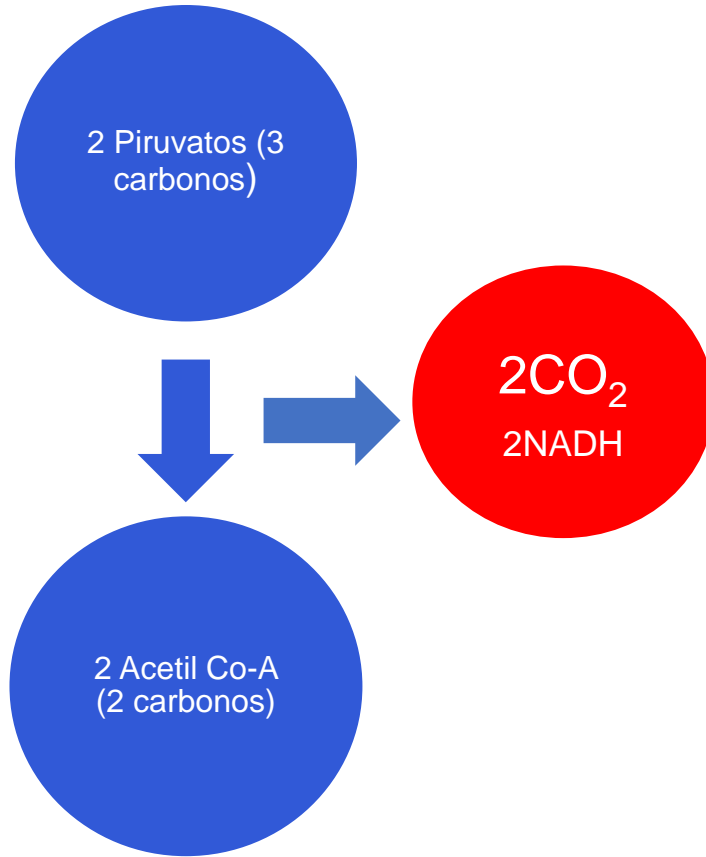 2 Piruvatos (3
carbonos)
2CO₂
2NADH
2 Acetil Co-A
(2 carbonos)